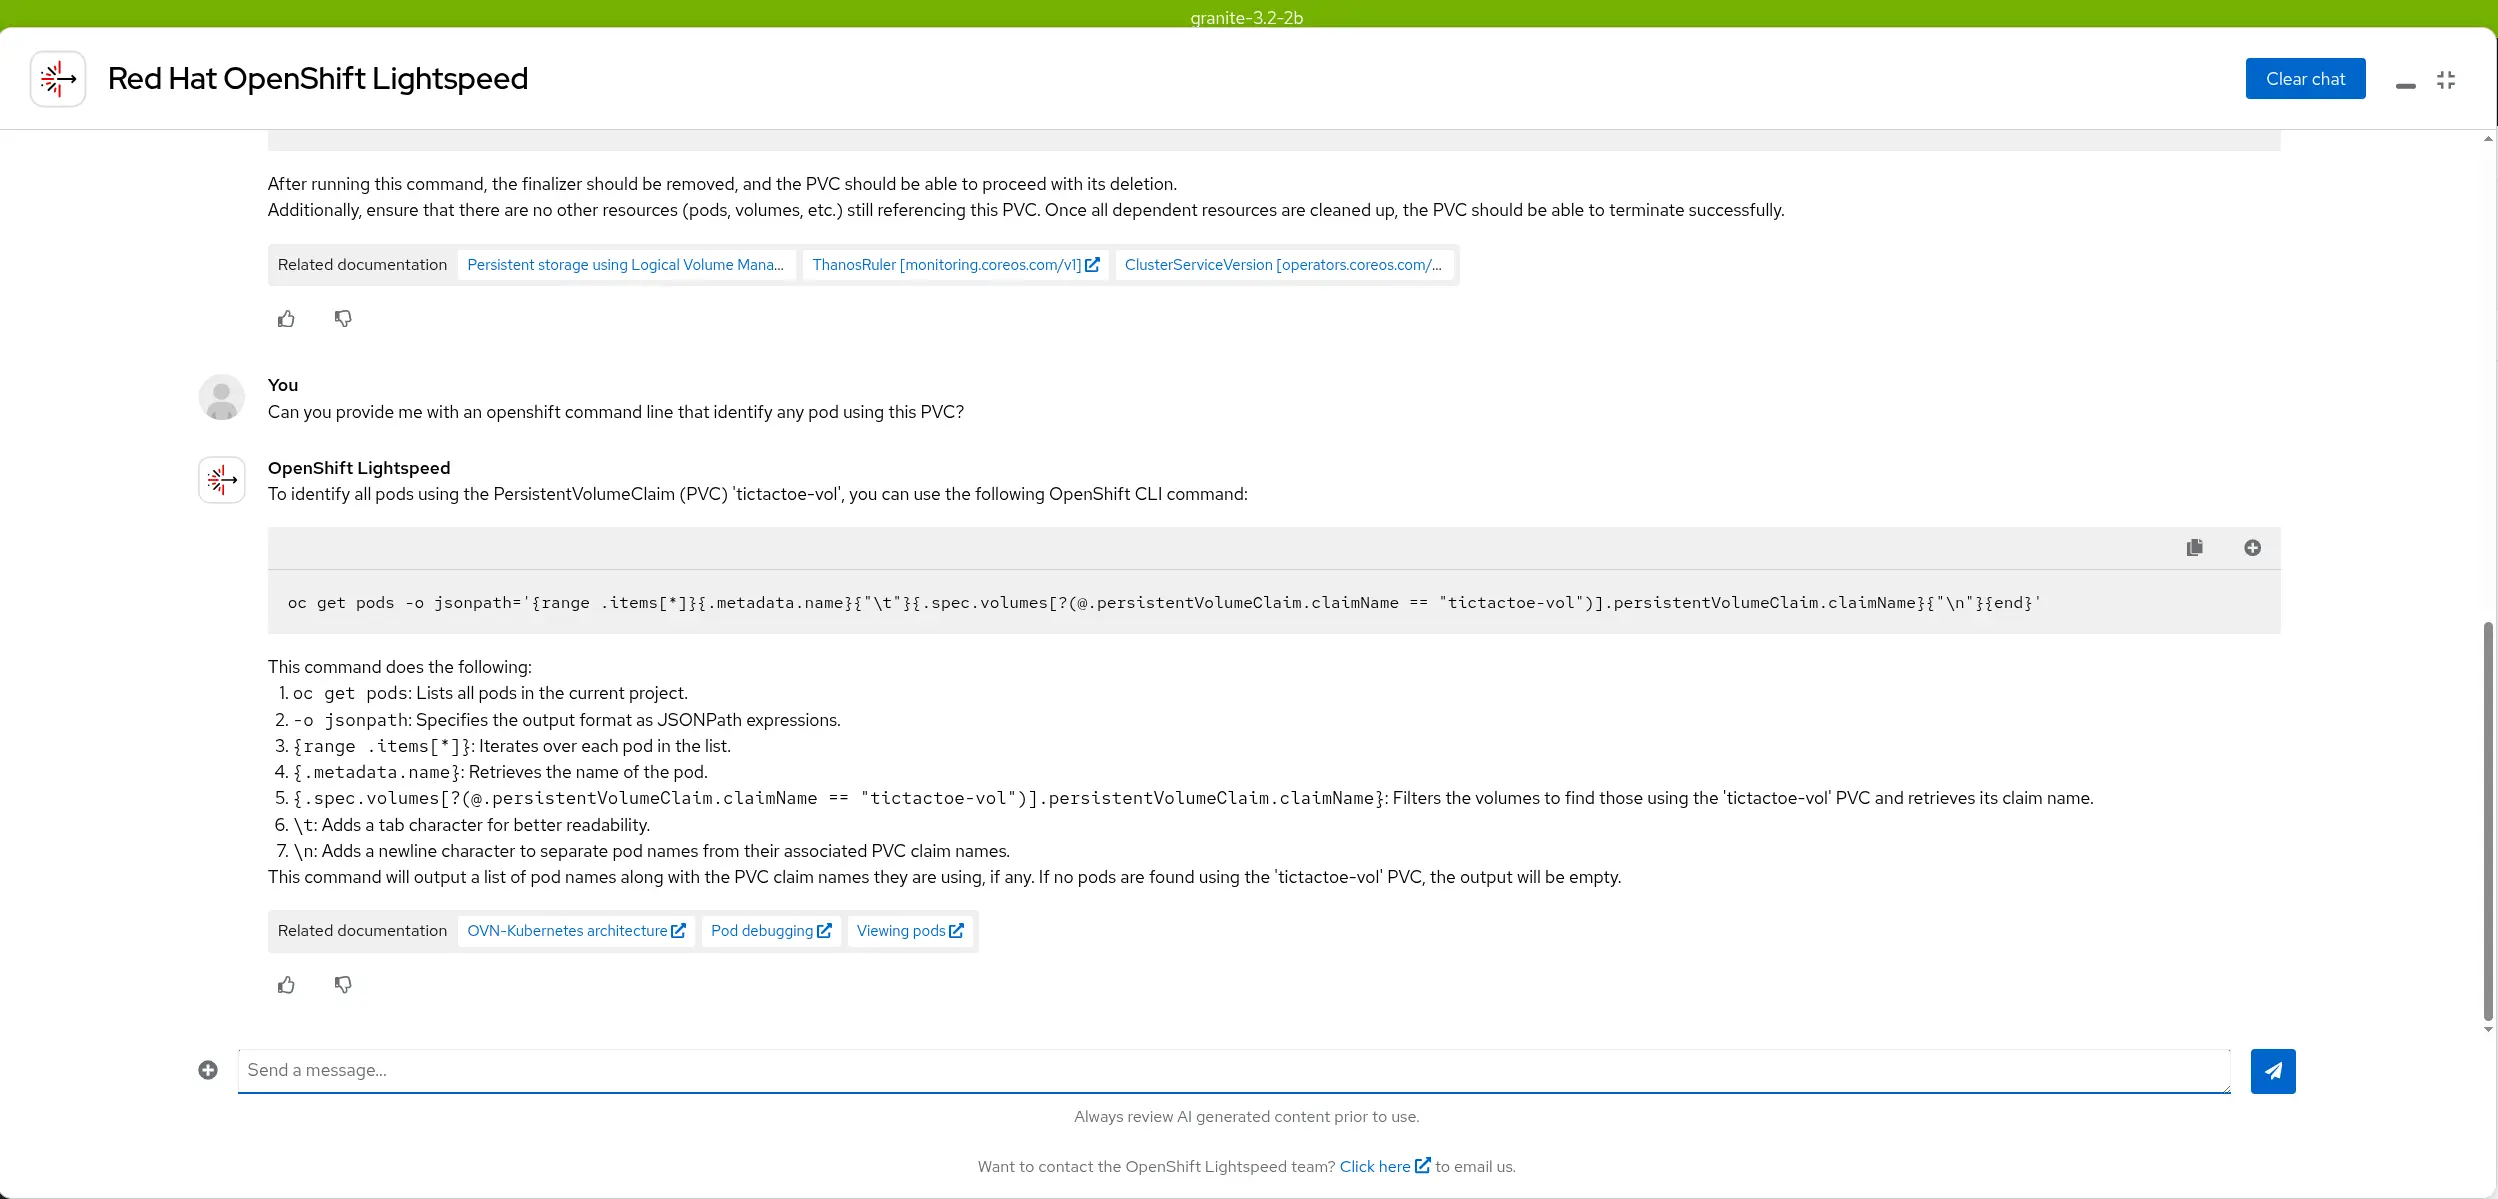 granite-3.2-2b
Red Hat OpenShift Lightspeed
Clear chat
After running this command, the finalizer should be removed, and the PVC should be able to proceed with its deletion.
Additionally, ensure that there are no other resources (pods, volumes, etc.) still referencing this PVC. Once all dependent resources are cleaned up, the PVC should be able to terminate successfully.
Related documentation Persistent storage using Logical Volume Mana... ThanosRuler [monitoring.coreos.com/v1] ClusterServiceVersion [operators.coreos.com/...
You
Can you provide me with an openshift command line that identify any pod using this PVC?
OpenShift Lightspeed
To identify all pods using the PersistentVolumeClaim (PVC) 'tictactoe-vol', you can use the following OpenShift CLI command:
oc get pods -o jsonpath='{range .items[*]}{.metadata.name}{"\t"}{.spec.volumes[?(@.persistentVolumeClaim.claimName == "tictactoe-vol")].persistentVolumeClaim.claimName}{"\n"}{end}'
This command does the following:
1. oc get pods: Lists all pods in the current project.
2. -o jsonpath: Specifies the output format as JSONPath expressions.
3. {range .items[*]}: Iterates over each pod in the list.
4. {.metadata.name}: Retrieves the name of the pod.
5. {.spec.volumes[?(@.persistentVolumeClaim.claimName == "tictactoe-vol")].persistentVolumeClaim.claimName}: Filters the volumes to find those using the 'tictactoe-vol' PVC and retrieves its claim name.
6. \t: Adds a tab character for better readability.
7. \n: Adds a newline character to separate pod names from their associated PVC claim names.
This command will output a list of pod names along with the PVC claim names they are using, if any. If no pods are found using the 'tictactoe-vol' PVC, the output will be empty.
Related documentation OVN-Kubernetes architecture Pod debugging Viewing pods
Send a message...
Always review AI generated content prior to use.
Want to contact the OpenShift Lightspeed team? Click here to email us.